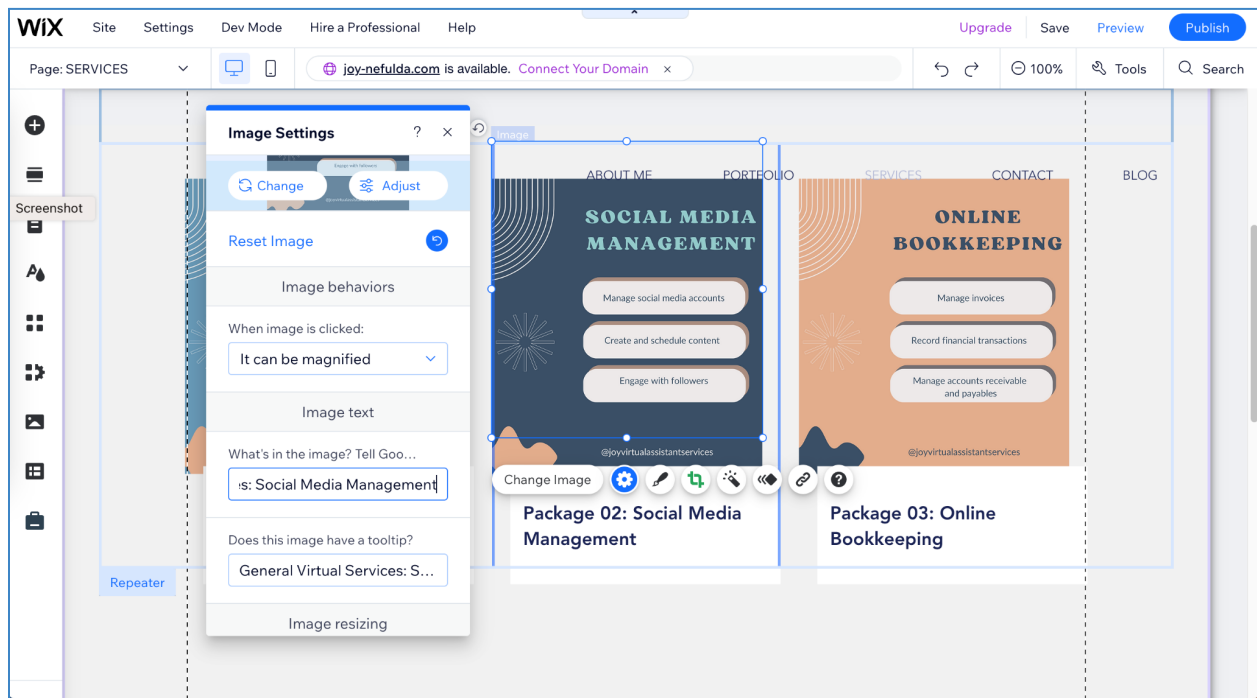 WiX Site Settings Dev Mode Hire a Professional Help Upgrade Save Preview Publish
Page: SERVICES joy-nefulda.com is available. Connect Your Domain × 100% Tools Search
Screenshot
Image Settings ? ×
Engage with followers
Change Adjust
Reset Image
Image behaviors
When image is clicked:
It can be magnified
Image text
What's in the image? Tell Goo...
s: Social Media Management
Does this image have a tooltip?
General Virtual Services: S...
Image resizing
Repeater
Image
ABOUT ME PORTFOLIO SERVICES CONTACT BLOG
SOCIAL MEDIA
MANAGEMENT
Manage social media accounts
Create and schedule content
Engage with followers
@joyvirtualassistantservices
Change Image ?
Package 02: Social Media
Management
ONLINE
BOOKKEEPING
Manage invoices
Record financial transactions
Manage accounts receivable
and payables
@joyvirtualassistantservices
Package 03: Online
Bookkeeping